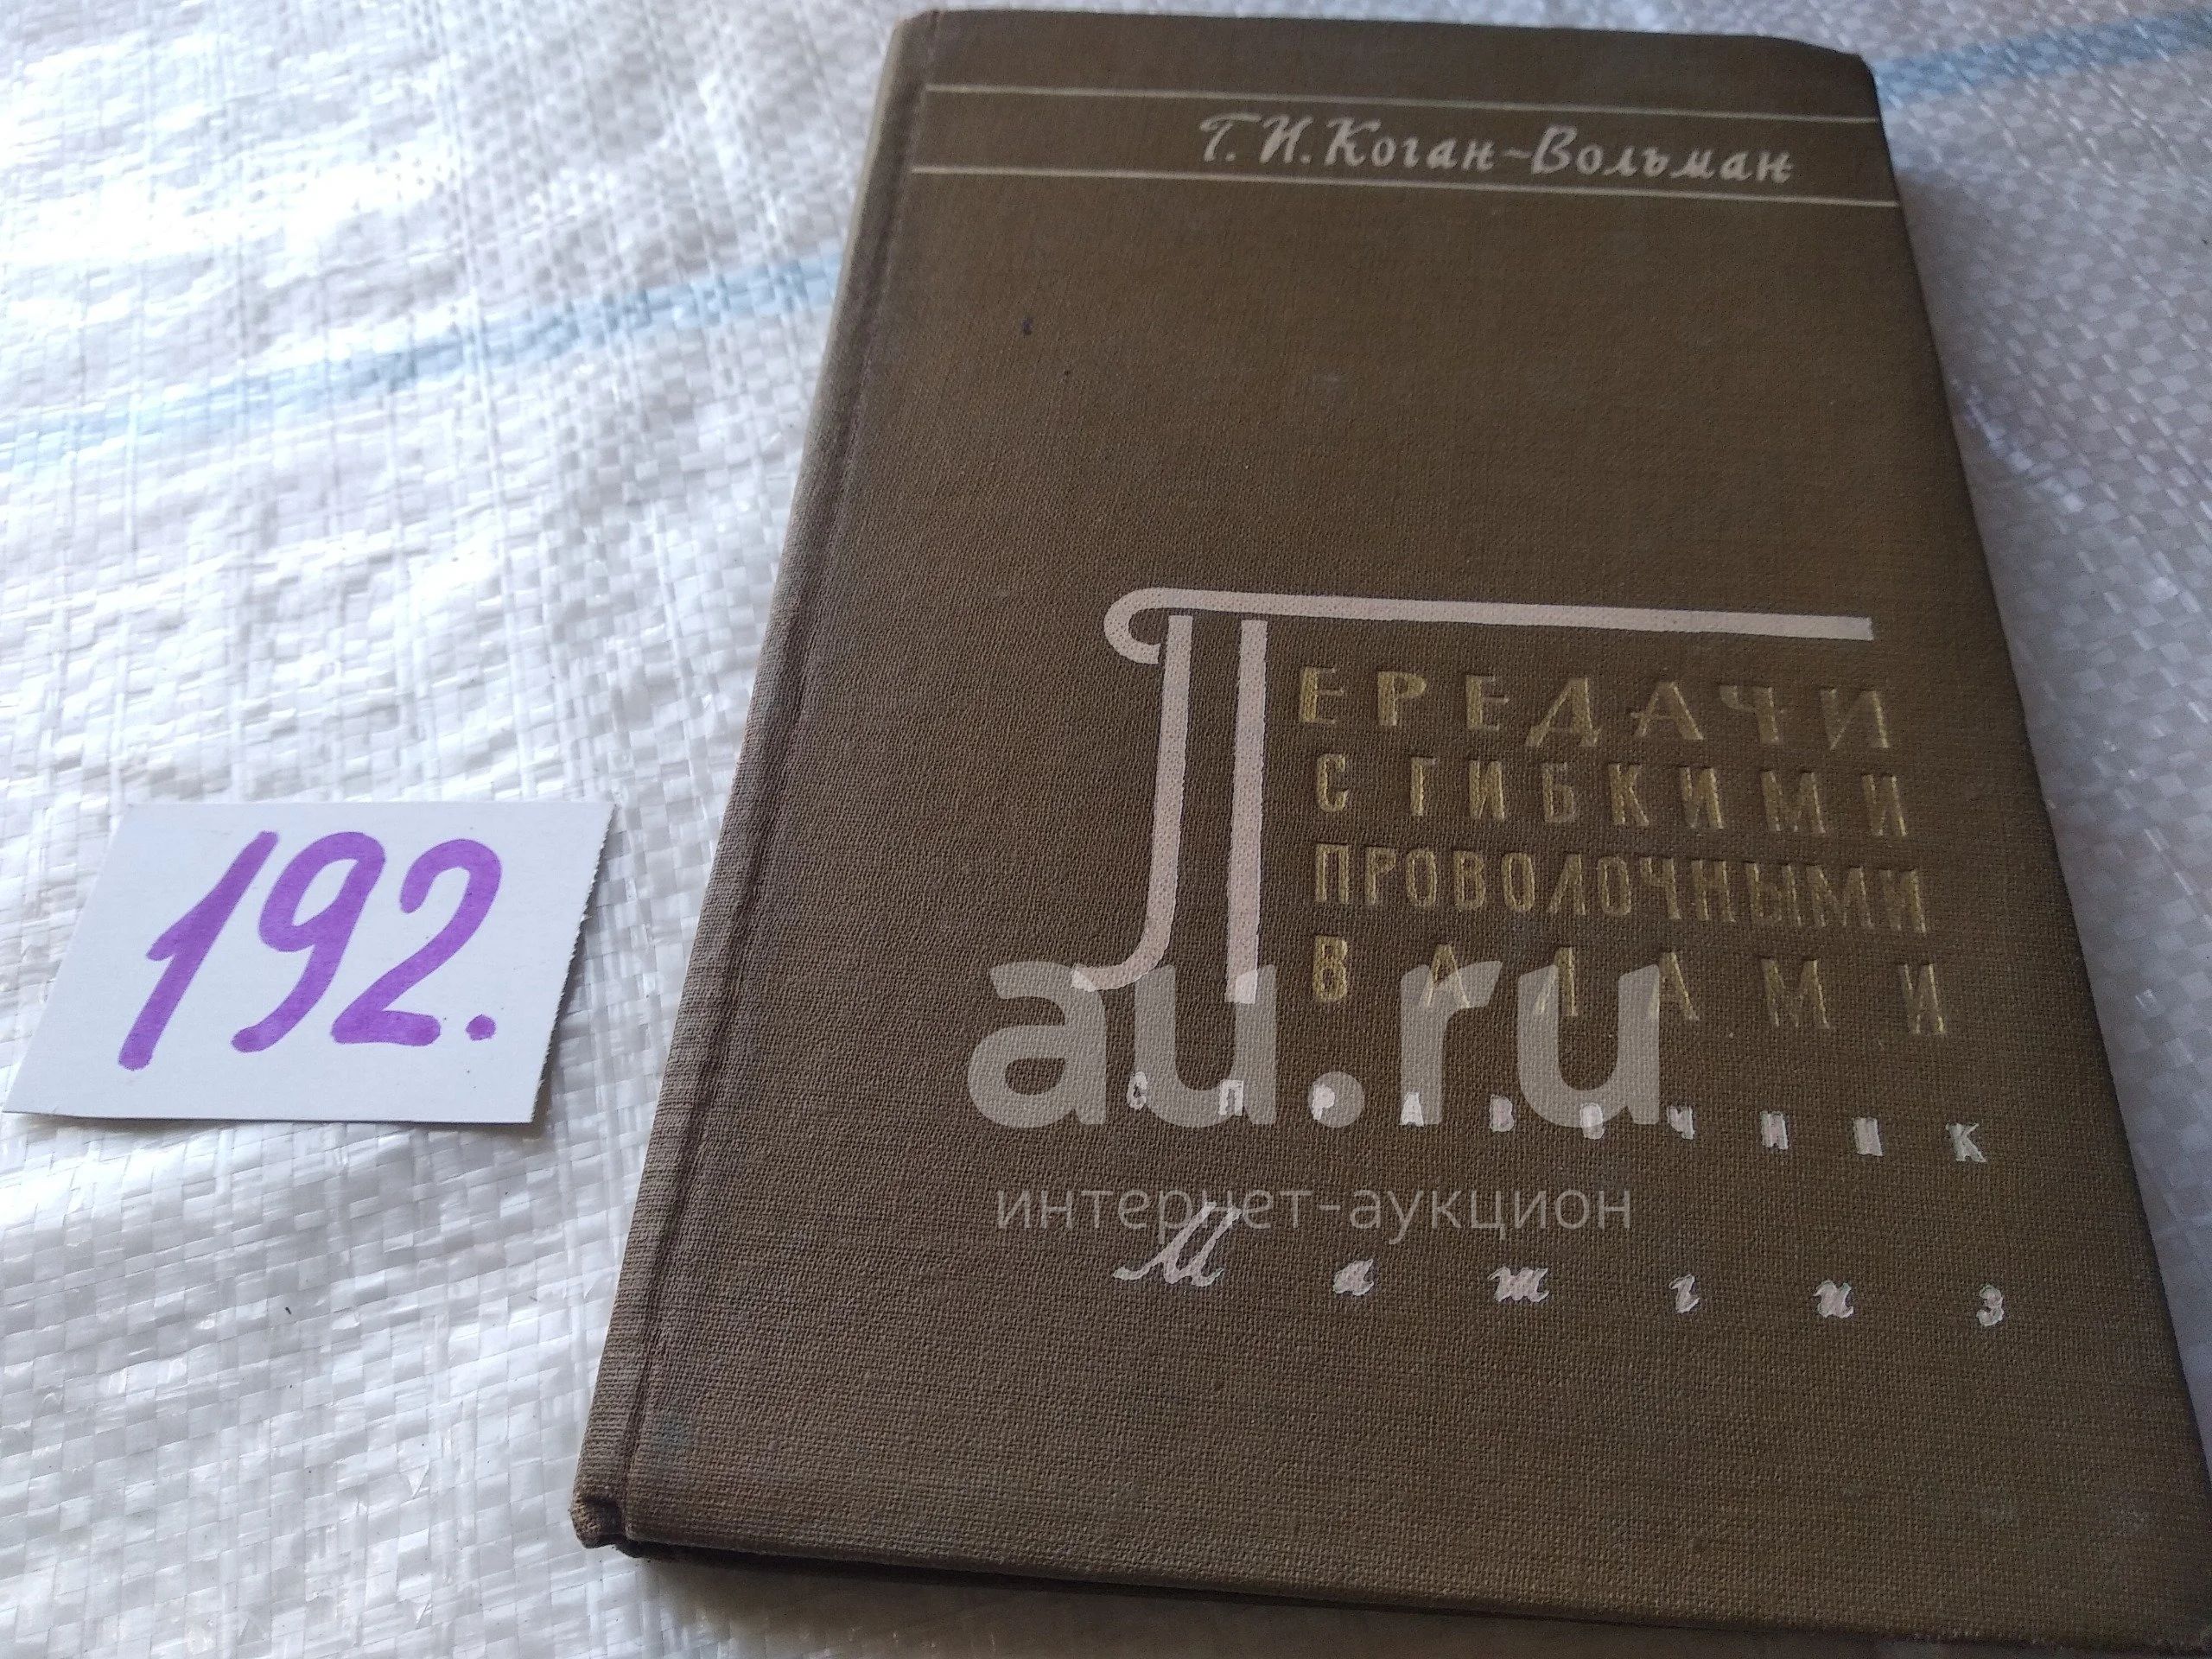 Г. И. Коган-Вольман
ПЕРЕДАЧИ
С ГИБКИМИ
ПРОВОЛОЧНЫМИ
ВАЛАМИ
СПРАВОЧНИК
Машгиз
192.
au.ru
интернет-аукцион